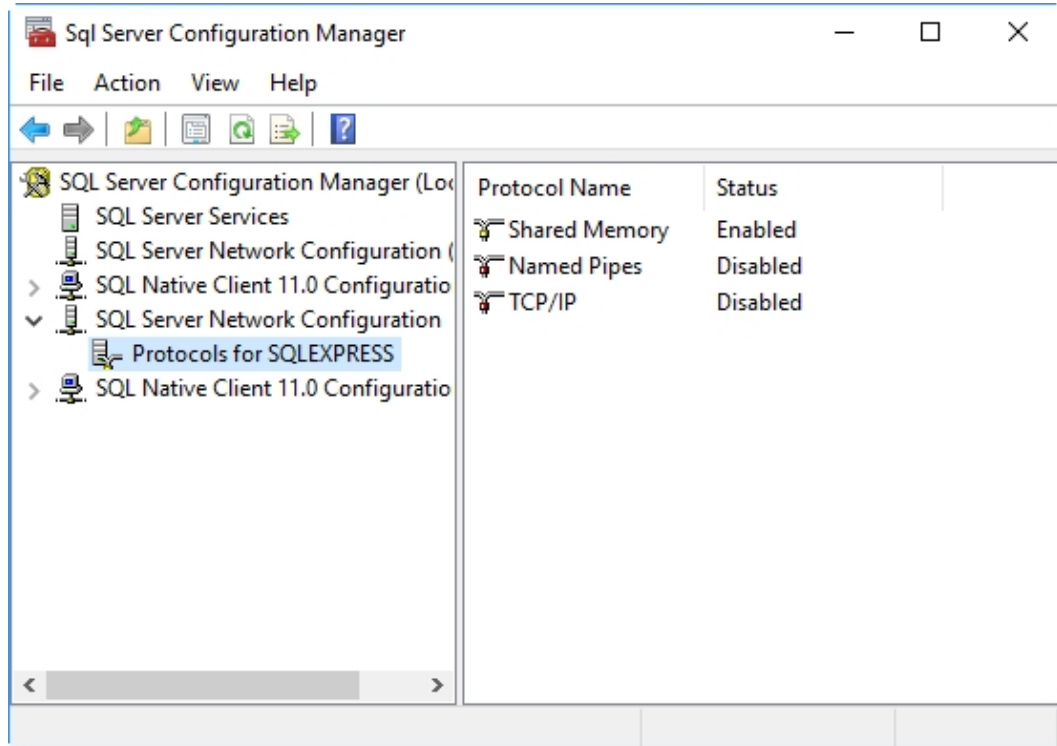 Sql Server Configuration Manager
File Action View Help
SQL Server Configuration Manager (Loc
SQL Server Services
SQL Server Network Configuration (
SQL Native Client 11.0 Configuratio
SQL Server Network Configuration
Protocols for SQLEXPRESS
SQL Native Client 11.0 Configuratio
Protocol Name Status
Shared Memory Enabled
Named Pipes Disabled
TCP/IP Disabled